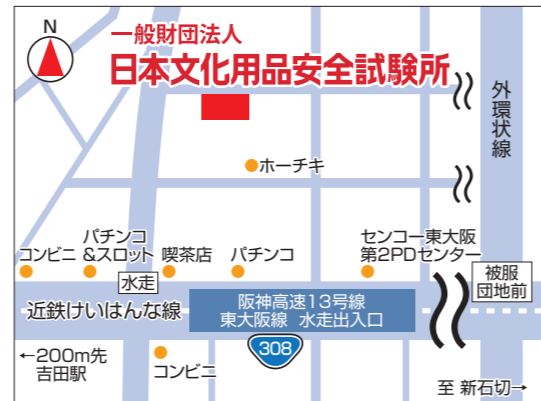 N
一般財団法人
日本文化用品安全試験所
外環状線
ホーチキ
コンビニ
パチンコ
&スロット
喫茶店
パチンコ
センコー東大阪
第2PDセンター
水走
被服
団地前
近鉄けいはんな線
阪神高速13号線
東大阪線 水走出入口
308
←200m先
吉田駅
コンビニ
至 新石切→